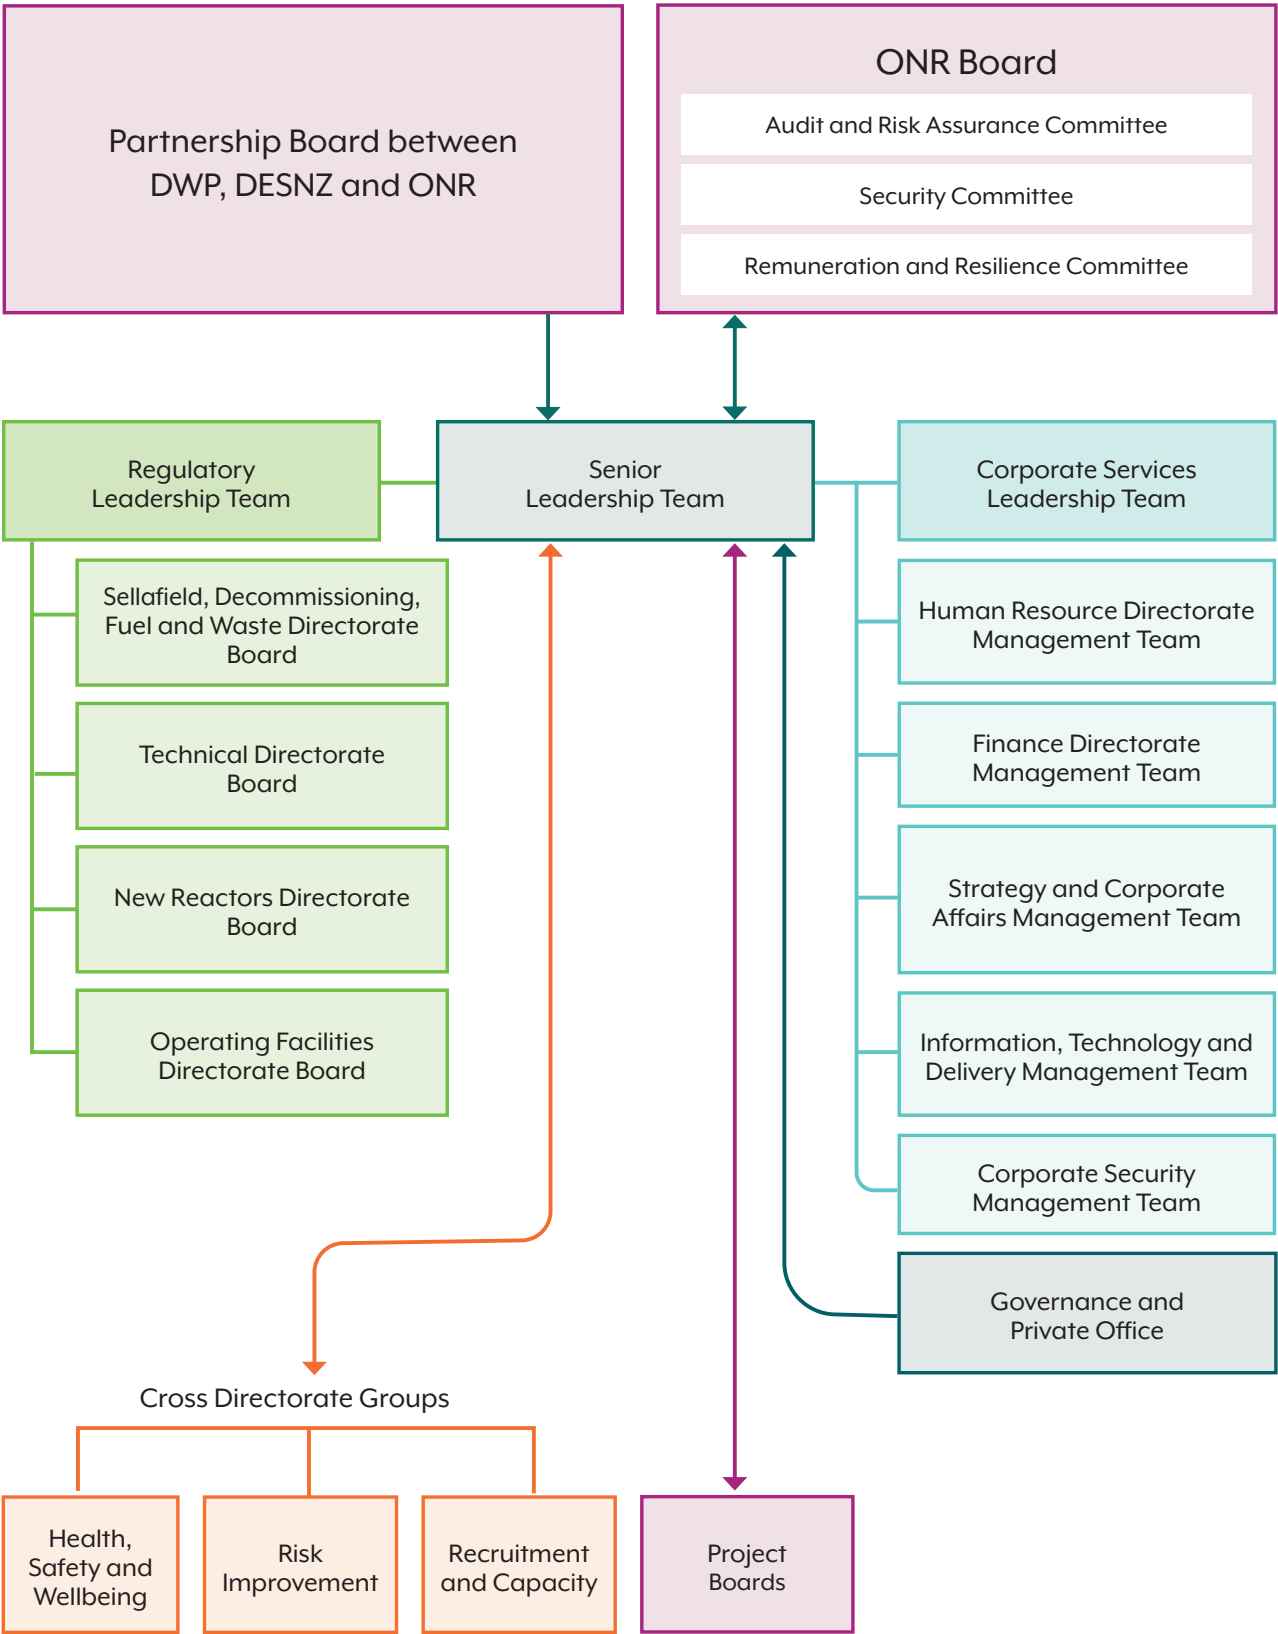 Partnership Board between
DWP, DESNZ and ONR
ONR Board
Audit and Risk Assurance Committee
Security Committee
Remuneration and Resilience Committee
Regulatory
Leadership Team
Senior
Leadership Team
Corporate Services
Leadership Team
Sellafield, Decommissioning,
Fuel and Waste Directorate
Board
Technical Directorate
Board
New Reactors Directorate
Board
Operating Facilities
Directorate Board
Human Resource Directorate
Management Team
Finance Directorate
Management Team
Strategy and Corporate
Affairs Management Team
Information, Technology and
Delivery Management Team
Corporate Security
Management Team
Governance and
Private Office
Cross Directorate Groups
Health,
Safety and
Wellbeing
Risk
Improvement
Recruitment
and Capacity
Project
Boards